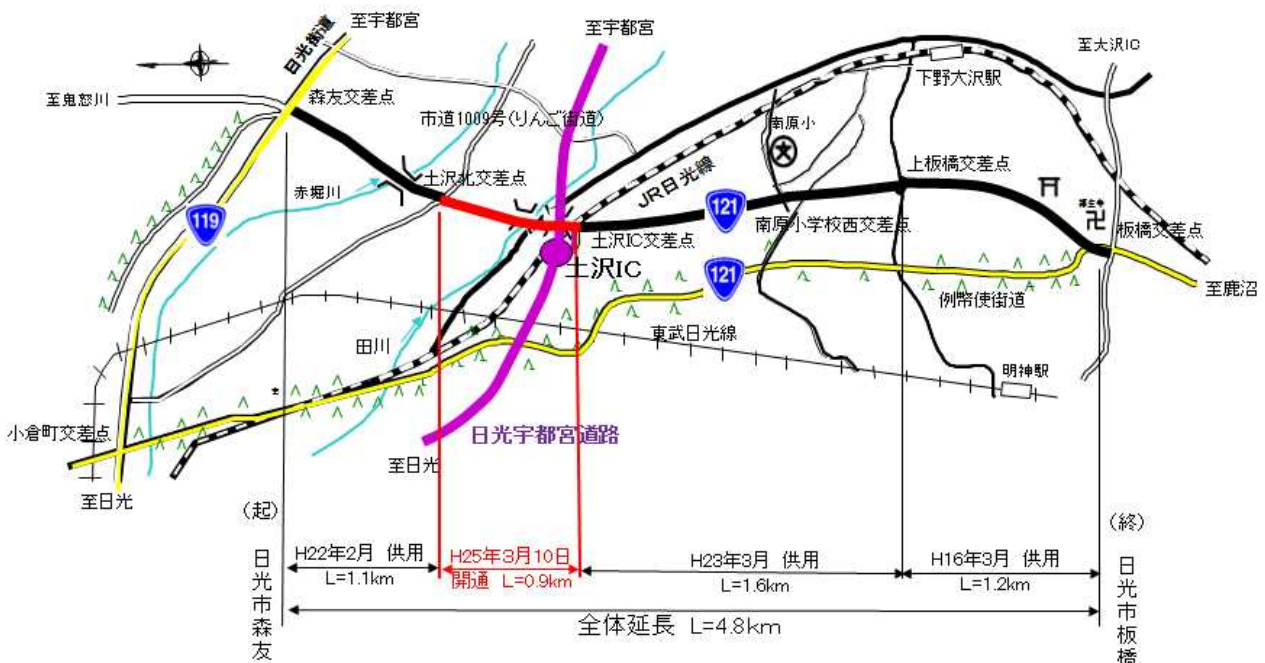 至宇都宮
日光街道
至宇都宮
至大沢IC
至鬼怒川
森友交差点
下野大沢駅
市道1009号(りんご街道)
南原小
赤堀川
土沢北交差点
JR日光線
上板橋交差点
119
121
土沢IC交差点
南原小学校西交差点
板橋交差点
土沢IC
121
至鹿沼
例幣使街道
東武日光線
田川
明神駅
小倉町交差点
日光宇都宮道路
至日光
至日光
(起)
(終)
H22年2月 供用
L=1.1km
H25年3月10日
開通 L=0.9km
H23年3月 供用
L=1.6km
H16年3月 供用
L=1.2km
日光市森友
全体延長 L=4.8km
日光市板橋